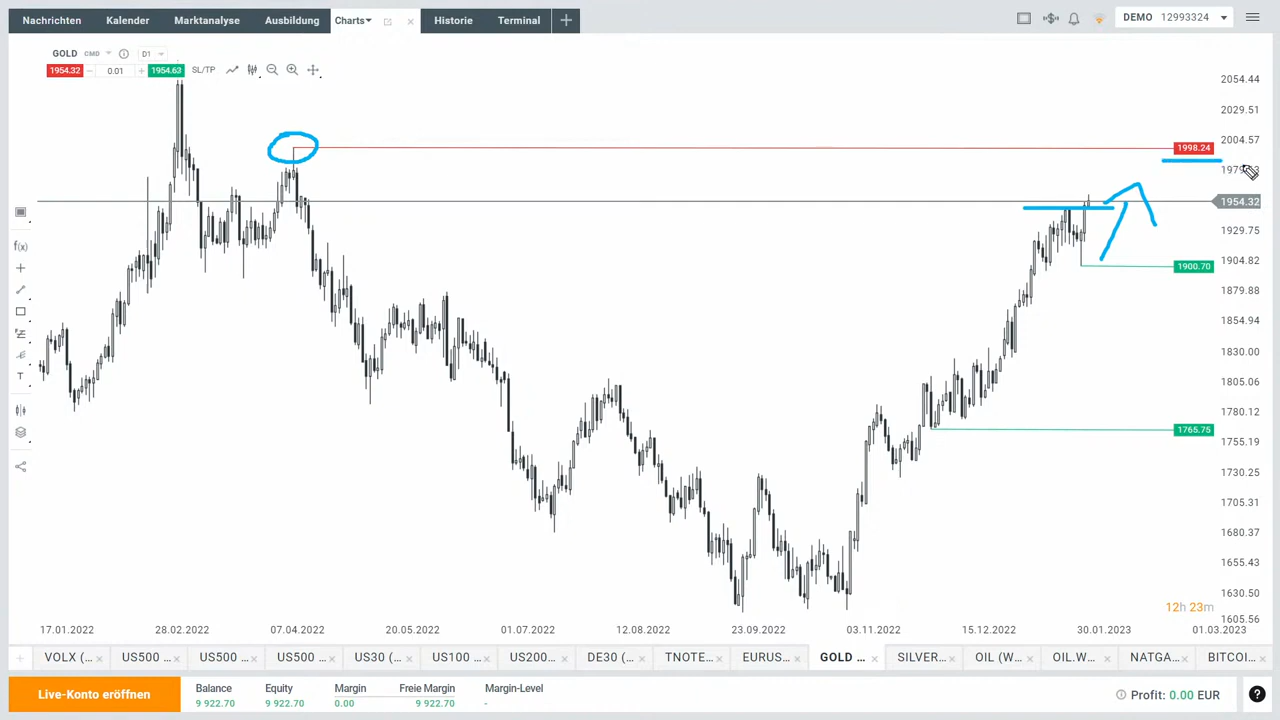 Nachrichten Kalender Marktanalyse Ausbildung Charts Historie Terminal DEMO 12993324
GOLD CMD D1
1954.32 0.01 1954.63 SL/TP
2054.44
2029.51
2004.57
1998.24
1954.32
1929.75
1900.70
1904.82
1879.88
1854.94
1830.00
1805.06
1780.12
1765.75
1755.19
1730.25
1705.31
1680.37
1655.43
1630.50
12h 23m
1605.56
17.01.2022 28.02.2022 07.04.2022 20.05.2022 01.07.2022 12.08.2022 23.09.2022 03.11.2022 15.12.2022 30.01.2023 01.03.2023
f(x)
T
VOLX (... US500 ... US500 ... US500 ... US30 (... US100 ... US200... DE30 (... TNOTE... EURUS... GOLD ... SILVER... OIL (W... OIL.W... NATGA... BITCOI...
Live-Konto eröffnen
Balance Equity Margin Freie Margin Margin-Level
9 922.70 9 922.70 0.00 9 922.70 -
Profit: 0.00 EUR